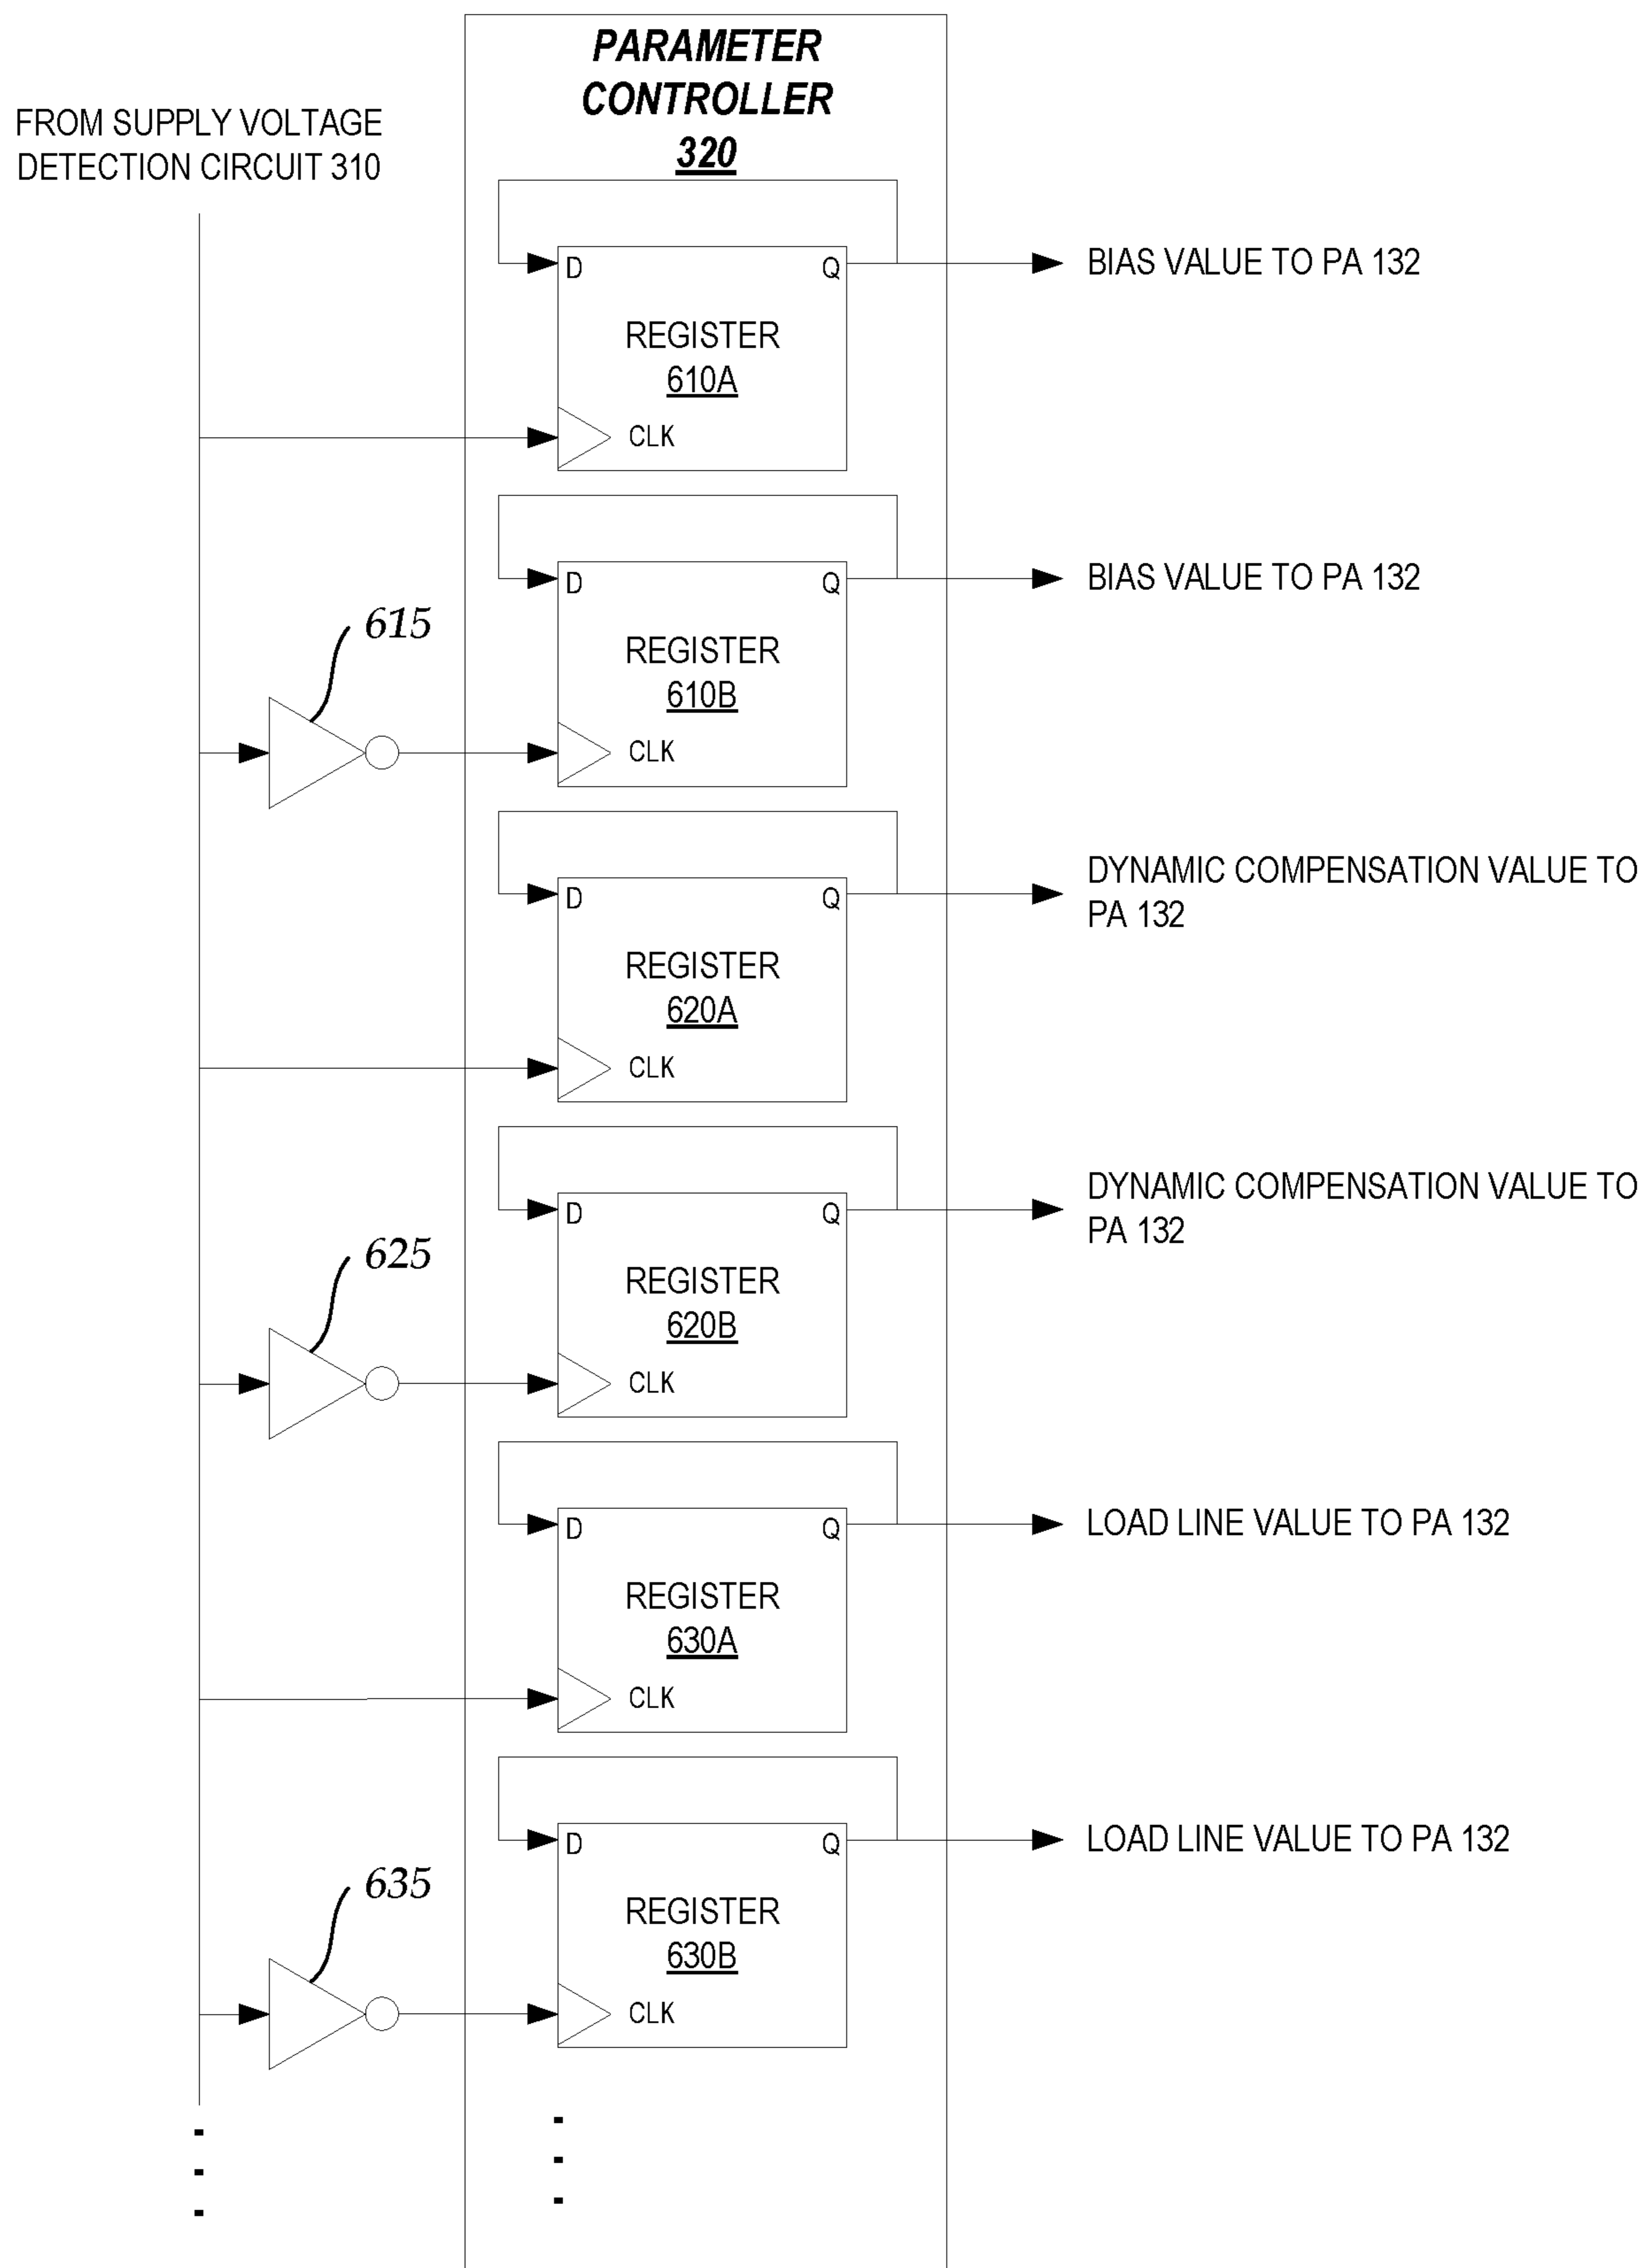 PARAMETER
CONTROLLER
320
FROM SUPPLY VOLTAGE
DETECTION CIRCUIT 310
D
Q
BIAS VALUE TO PA 132
REGISTER
610A
CLK
D
Q
BIAS VALUE TO PA 132
615
REGISTER
610B
CLK
D
Q
DYNAMIC COMPENSATION VALUE TO
PA 132
REGISTER
620A
CLK
D
Q
DYNAMIC COMPENSATION VALUE TO
PA 132
625
REGISTER
620B
CLK
D
Q
LOAD LINE VALUE TO PA 132
REGISTER
630A
CLK
D
Q
LOAD LINE VALUE TO PA 132
635
REGISTER
630B
CLK